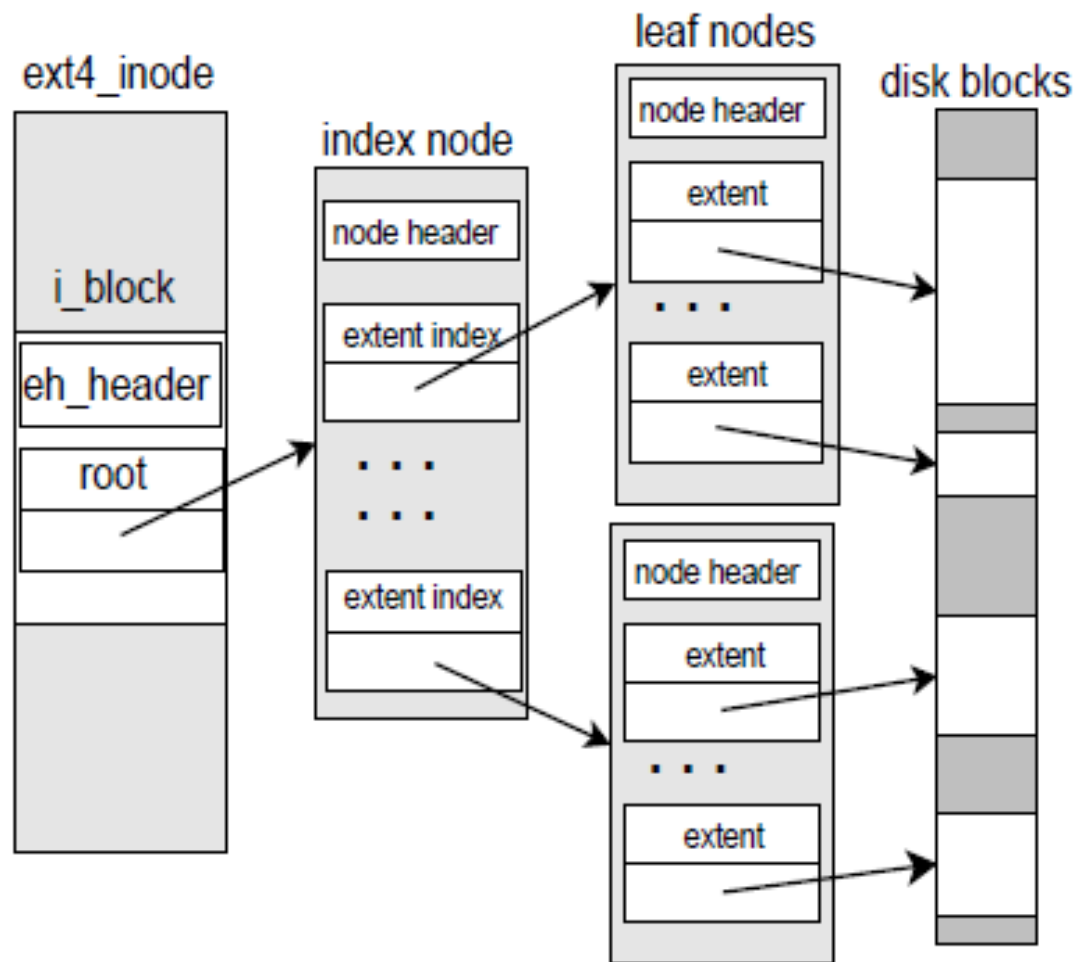 ext4_inode
i_block
eh_header
root
index node
node header
extent index
. . .
. . .
extent index
leaf nodes
node header
extent
. . .
extent
node header
extent
. . .
extent
disk blocks